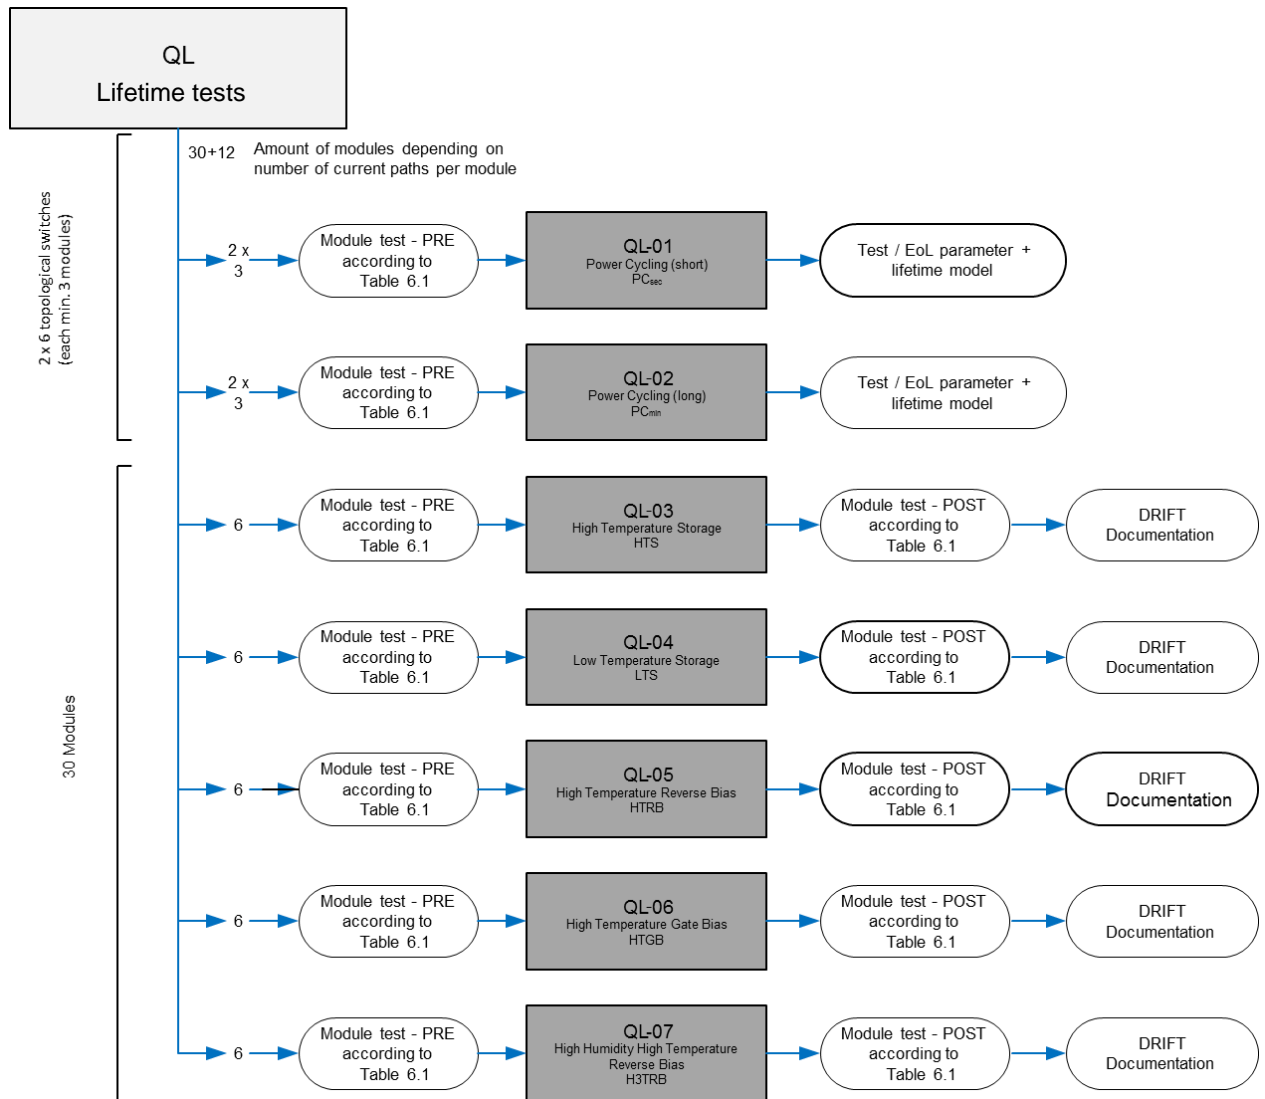 QL
Lifetime tests
30+12
Amount of modules depending on
number of current paths per module
2 x 6 topological switches
(each min. 3 modules)
2 x
3
Module test - PRE
according to
Table 6.1
QL-01
Power Cycling (short)
PCsec
Test / EoL parameter +
lifetime model
2 x
3
Module test - PRE
according to
Table 6.1
QL-02
Power Cycling (long)
PCmin
Test / EoL parameter +
lifetime model
30 Modules
6
Module test - PRE
according to
Table 6.1
QL-03
High Temperature Storage
HTS
Module test - POST
according to
Table 6.1
DRIFT
Documentation
6
Module test - PRE
according to
Table 6.1
QL-04
Low Temperature Storage
LTS
Module test - POST
according to
Table 6.1
DRIFT
Documentation
6
Module test - PRE
according to
Table 6.1
QL-05
High Temperature Reverse Bias
HTRB
Module test - POST
according to
Table 6.1
DRIFT
Documentation
6
Module test - PRE
according to
Table 6.1
QL-06
High Temperature Gate Bias
HTGB
Module test - POST
according to
Table 6.1
DRIFT
Documentation
6
Module test - PRE
according to
Table 6.1
QL-07
High Humidity High Temperature
Reverse Bias
H3TRB
Module test - POST
according to
Table 6.1
DRIFT
Documentation